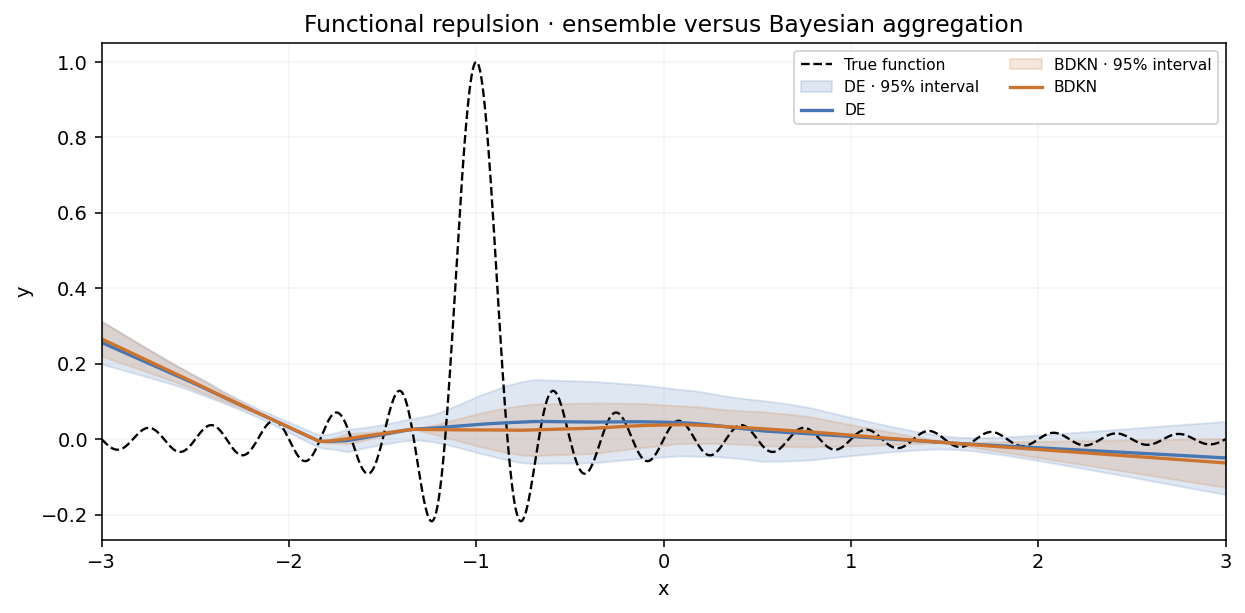 Functional repulsion · ensemble versus Bayesian aggregation
True function
DE · 95% interval
DE
BDKN · 95% interval
BDKN
y
1.0
0.8
0.6
0.4
0.2
0.0
−0.2
−3
−2
−1
0
1
2
3
x